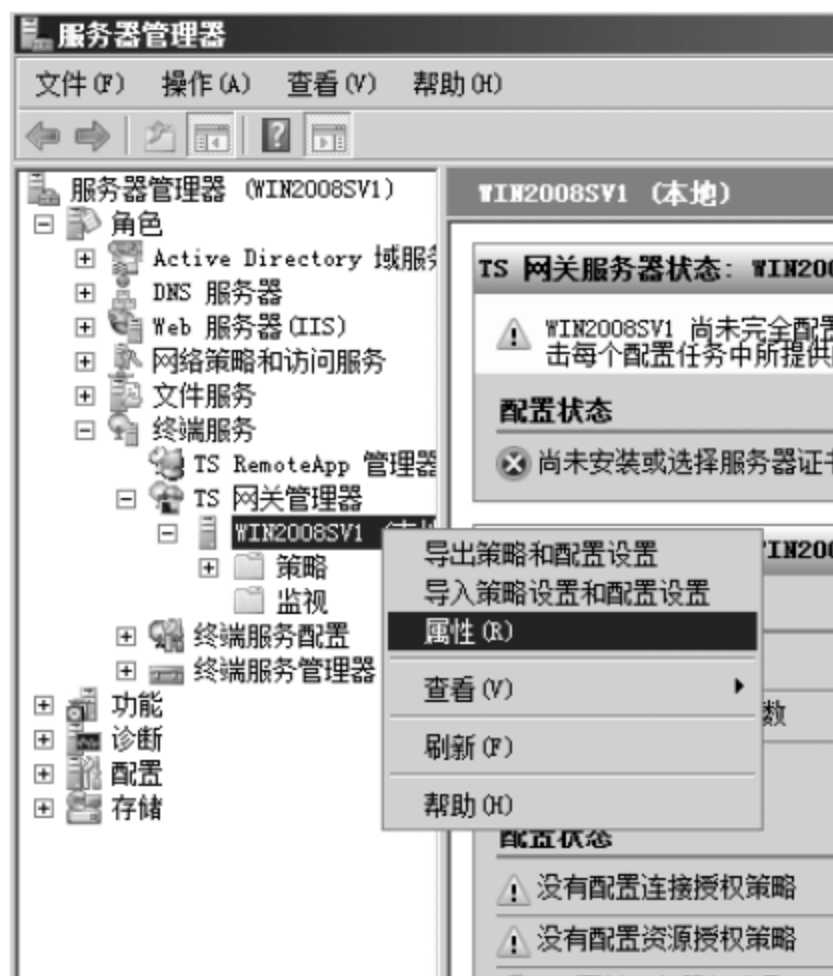 服务器管理器
文件(F) 操作(A) 查看(V) 帮助(H)
服务器管理器 (WIN2008SV1)
角色
Active Directory 域服
DNS 服务器
Web 服务器(IIS)
网络策略和访问服务
文件服务
终端服务
TS RemoteApp 管理器
TS 网关管理器
WIN2008SV1
策略
监视
终端服务配置
终端服务管理器
功能
诊断
配置
存储
WIN2008SV1 (本地)
TS 网关服务器状态: WIN200
WIN2008SV1 尚未完全配置
击每个配置任务中所提供
配置状态
尚未安装或选择服务器证书
IN200
导出策略和配置设置
导入策略设置和配置设置
属性(R)
查看(V)
刷新(F)
帮助(H)
数
配置状态
没有配置连接授权策略
没有配置资源授权策略